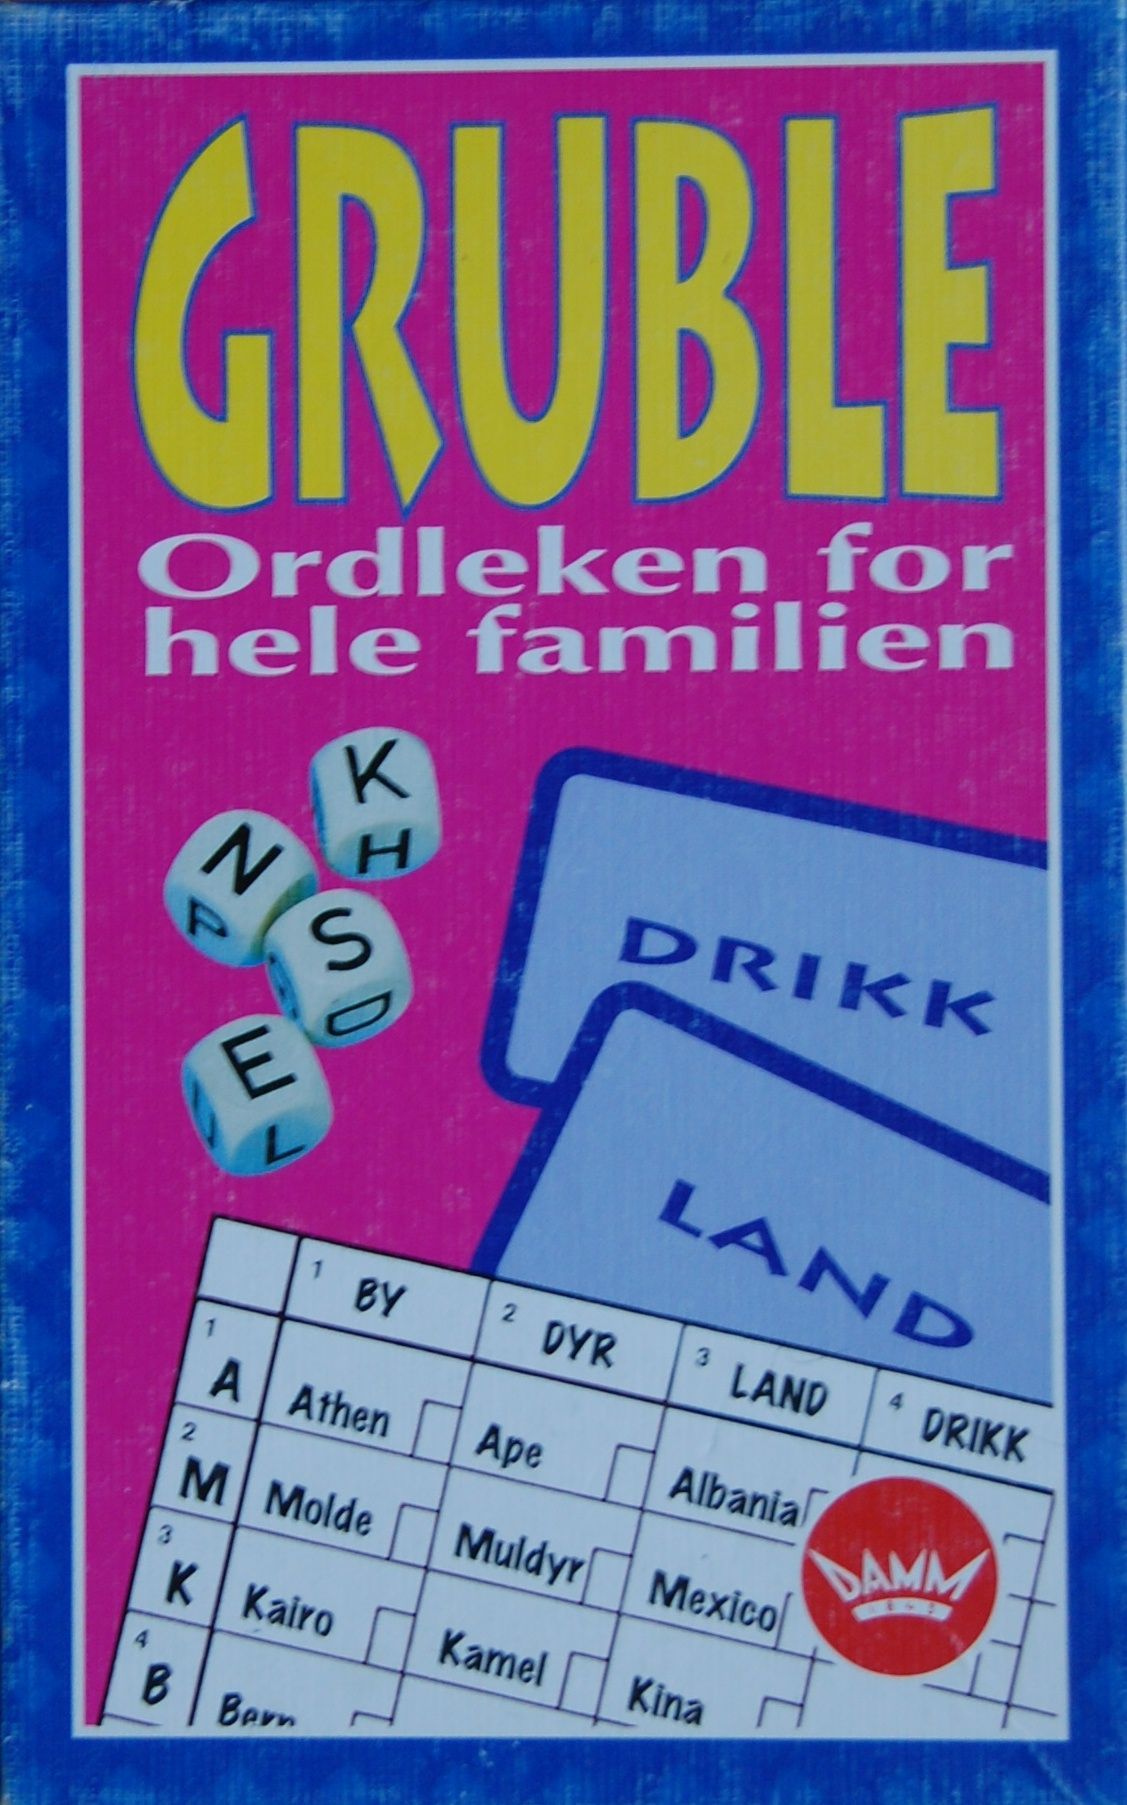 GRUBLE
Ordleken for
hele familien
K
H
N
P
S
D
E
L
DRIKK
LAND
1 BY 2 DYR 3 LAND 4 DRIKK
1 A Athen Ape Albania
2 M Molde Muldyr Mexico
3 K Kairo Kamel Kina
4 B Bern
DAMM